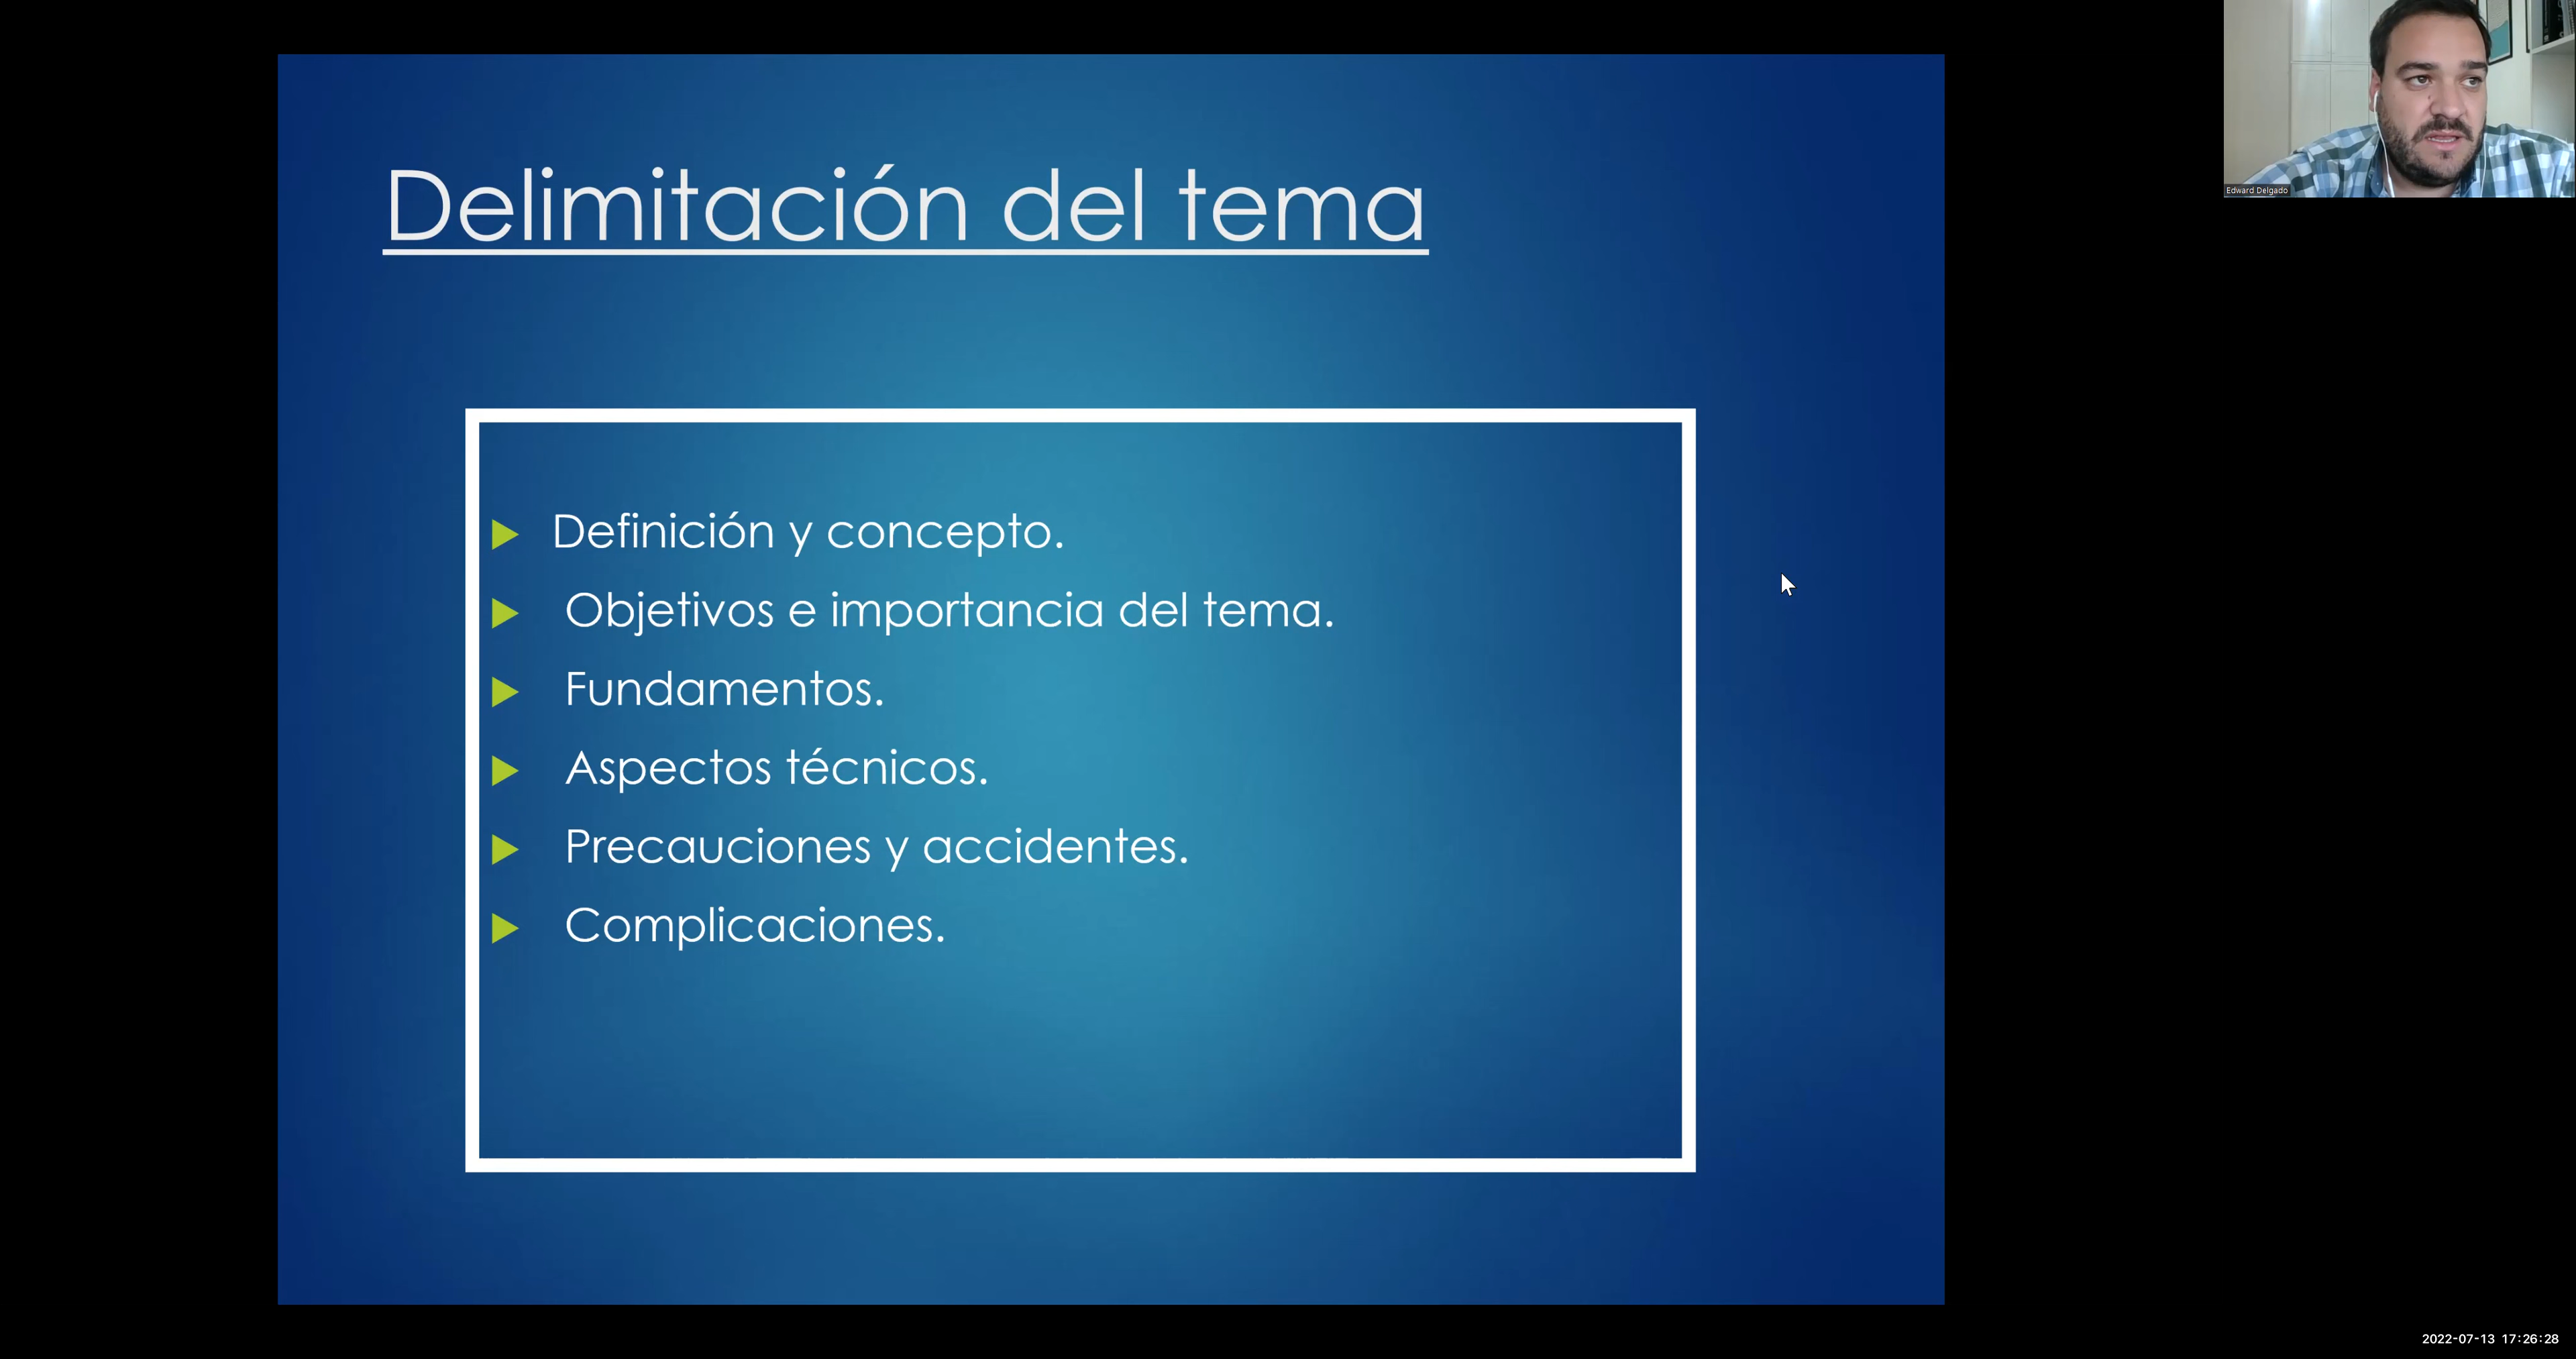 Delimitación del tema
Definición y concepto.
Objetivos e importancia del tema.
Fundamentos.
Aspectos técnicos.
Precauciones y accidentes.
Complicaciones.
Edward Delgado
2022-07-13 17:26:28